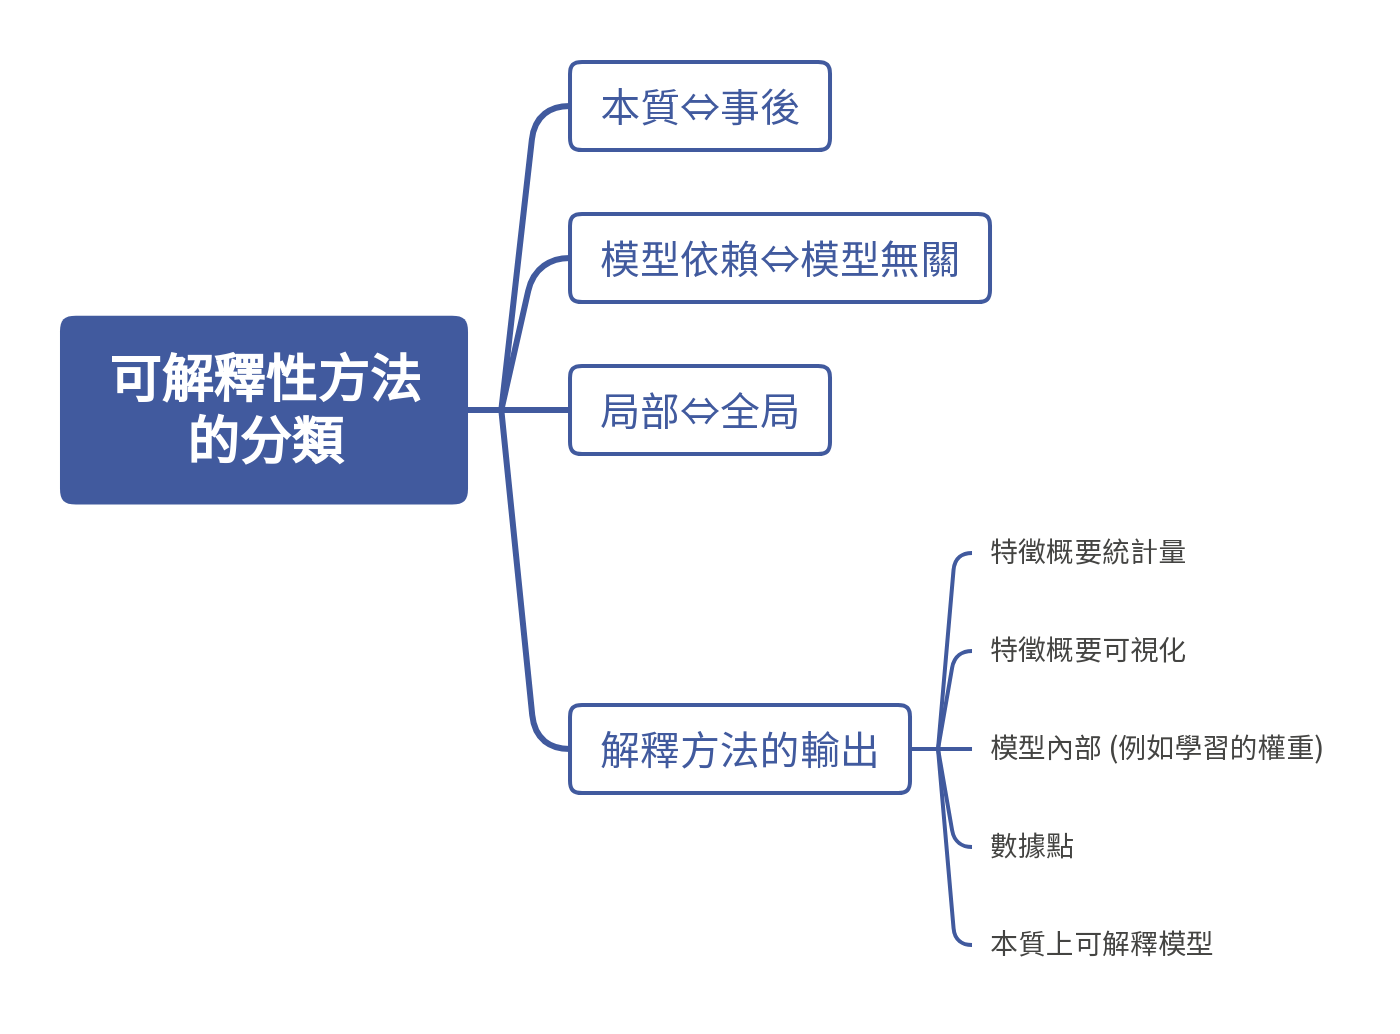 可解釋性方法
的分類
本質⇔事後
模型依賴⇔模型無關
局部⇔全局
解釋方法的輸出
特徵概要統計量
特徵概要可視化
模型內部 (例如學習的權重)
數據點
本質上可解釋模型